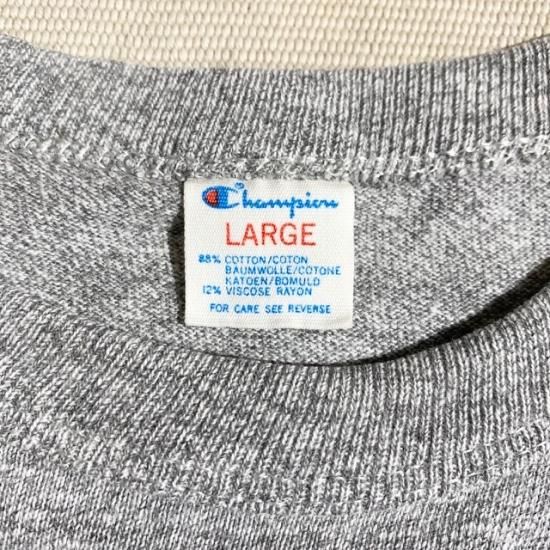 Champion
LARGE
88% COTTON/COTON
BAUMWOLLE/COTONE
KATOEN/BOMULD
12% VISCOSE RAYON
FOR CARE SEE REVERSE